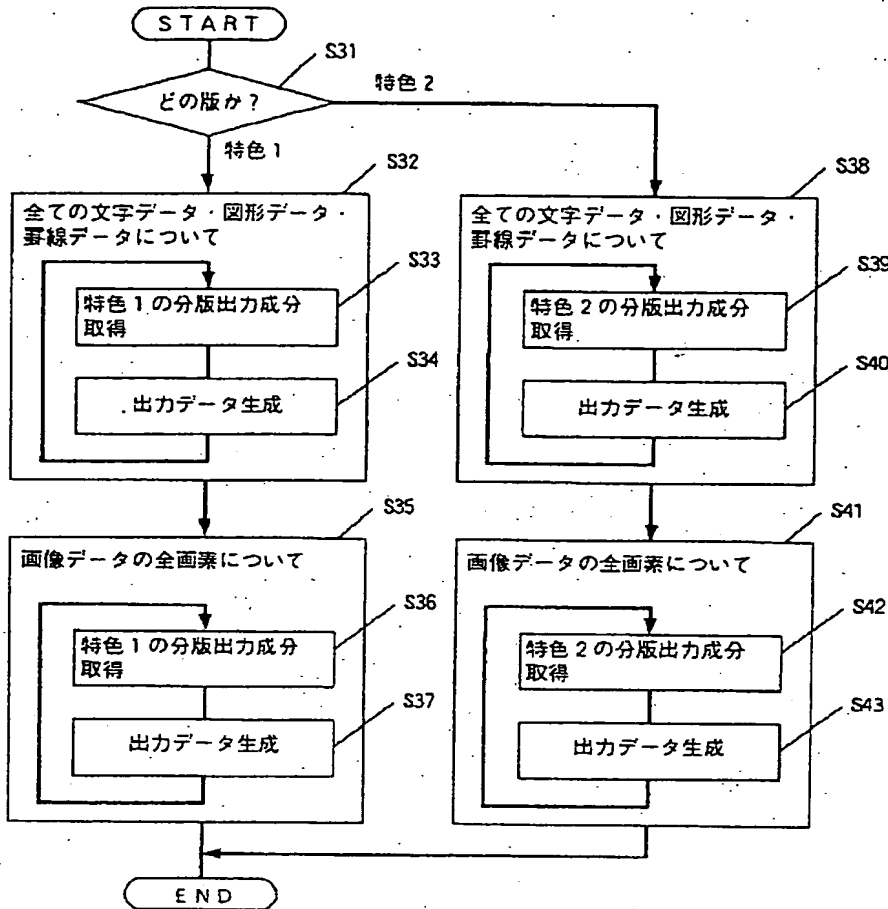 START
S31
どの版か?
特色2
特色1
S32
全ての文字データ・図形データ・
罫線データについて
S33
特色1の分版出力成分
取得
S34
出力データ生成
S35
画像データの全画素について
S36
特色1の分版出力成分
取得
S37
出力データ生成
S38
全ての文字データ・図形データ・
罫線データについて
S39
特色2の分版出力成分
取得
S40
出力データ生成
S41
画像データの全画素について
S42
特色2の分版出力成分
取得
S43
出力データ生成
END